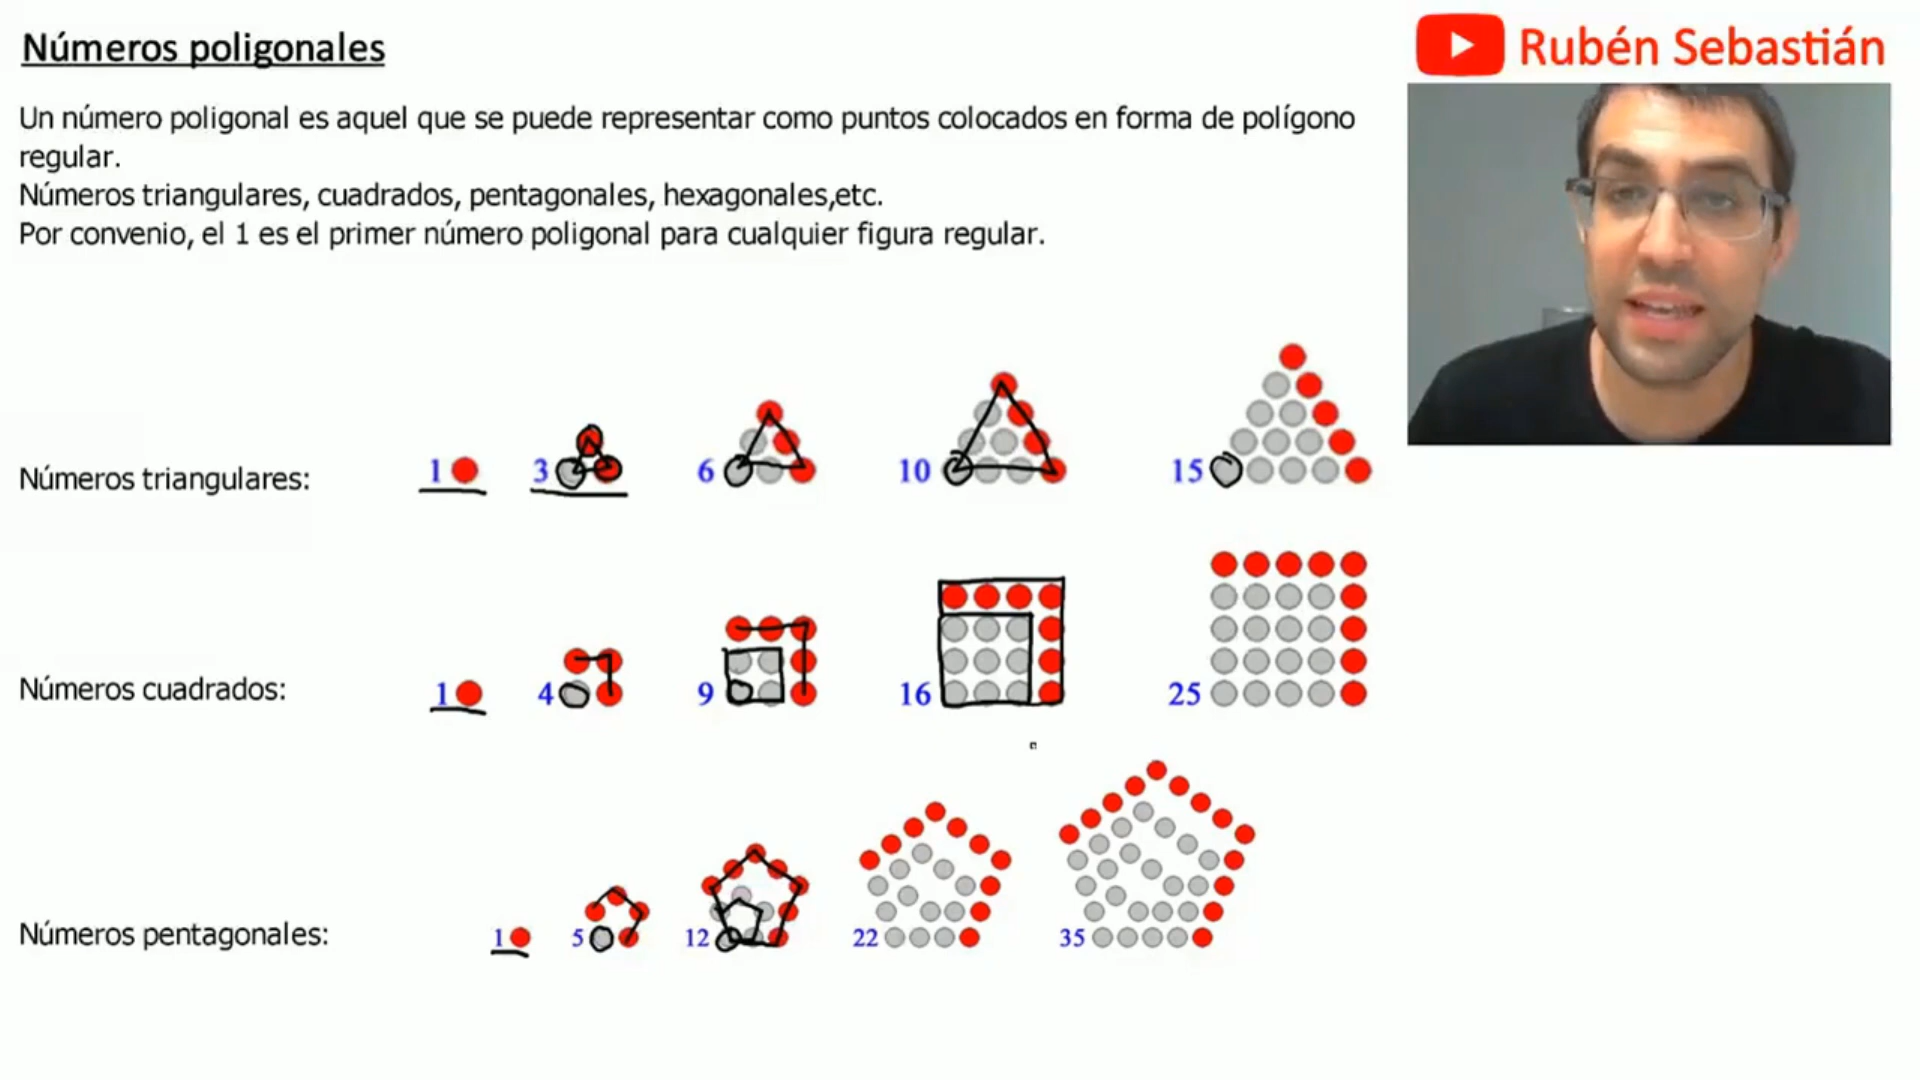 Números poligonales
Rubén Sebastián
Un número poligonal es aquel que se puede representar como puntos colocados en forma de polígono
regular.
Números triangulares, cuadrados, pentagonales, hexagonales,etc.
Por convenio, el 1 es el primer número poligonal para cualquier figura regular.
Números triangulares: 1 3 6 10 15
Números cuadrados: 1 4 9 16 25
Números pentagonales: 1 5 12 22 35